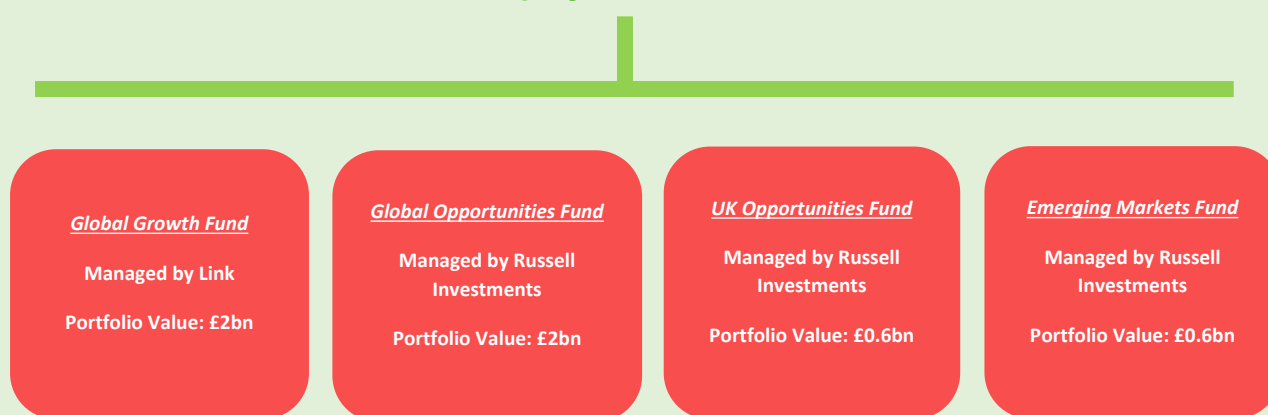 Global Growth Fund
Managed by Link
Portfolio Value: £2bn
Global Opportunities Fund
Managed by Russell
Investments
Portfolio Value: £2bn
UK Opportunities Fund
Managed by Russell
Investments
Portfolio Value: £0.6bn
Emerging Markets Fund
Managed by Russell
Investments
Portfolio Value: £0.6bn